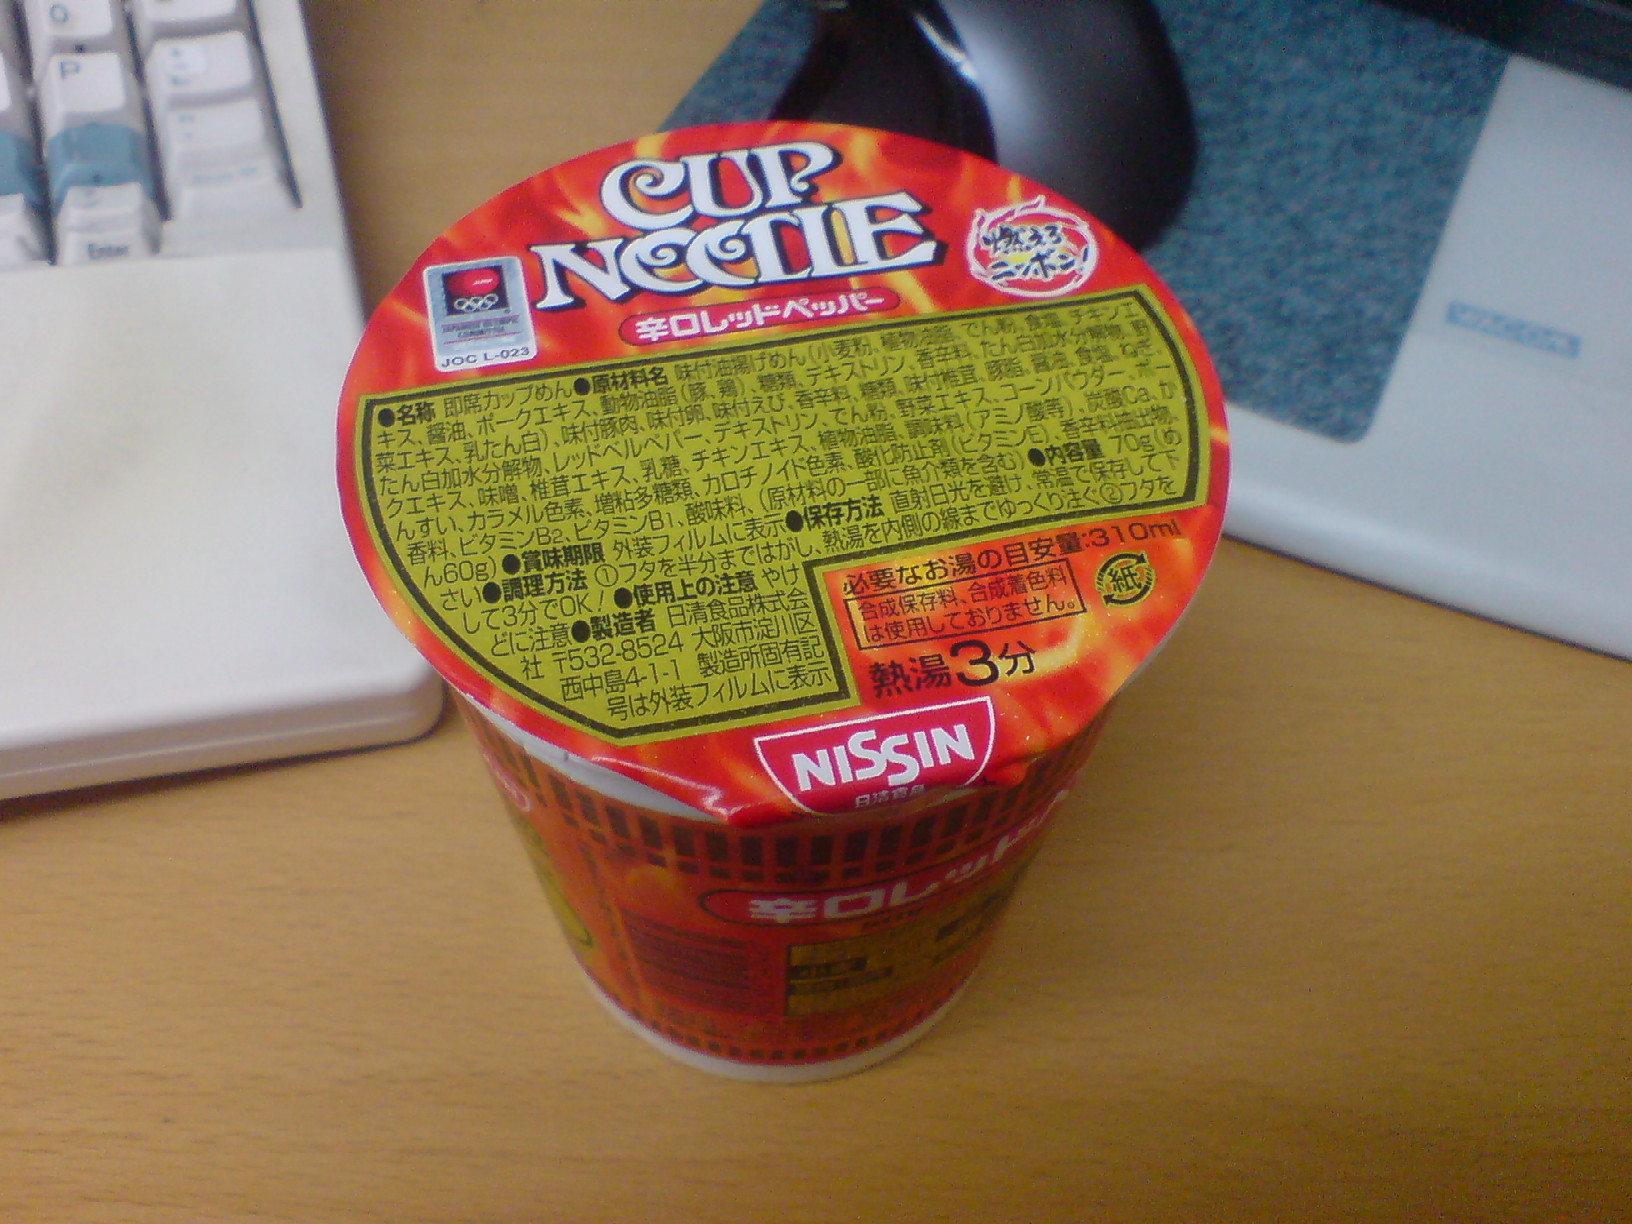 O
P
Enter
CUP
NOODLE
燃えろ
ニッポン!
辛口レッドペッパー
JAPANESE OLYMPIC
COMMITTEE
JOC L-023
●名称 即席カップめん●原材料名 味付油揚げめん(小麦粉、植物油脂、でん粉、食塩、チキンエ
キス、醤油、ポークエキス、動物油脂(豚、鶏)、糖類、デキストリン、香辛料、たん白加水分解物、野
菜エキス、乳たん白)、味付豚肉、味付卵、味付えび、香辛料、糖類、味付椎茸、豚脂、醤油、食塩、ねぎ、
たん白加水分解物、レッドベルペパー、デキストリン、でん粉、野菜エキス、コーンパウダー、ポー
クエキス、味噌、椎茸エキス、乳糖、チキンエキス、植物油脂、調味料(アミノ酸等)、炭酸Ca、か
んすい、カラメル色素、増粘多糖類、カロチノイド色素、酸化防止剤(ビタミンE)、香辛料抽出物、
香料、ビタミンB2、ビタミンB1、酸味料、(原材料の一部に魚介類を含む)●内容量 70g(め
ん60g)●賞味期限 外装フィルムに表示●保存方法 直射日光を避け、常温で保存して下
さい●調理方法 ①フタを半分まではがし、熱湯を内側の線までゆっくり注ぐ②フタを
して3分でOK!●使用上の注意 やけ
どに注意●製造者 日清食品株式会
社 〒532-8524 大阪市淀川区
西中島4-1-1 製造所固有記
号は外装フィルムに表示
必要なお湯の目安量:310ml
合成保存料、合成着色料
は使用しておりません。
紙
熱湯3分
NISSIN
日清食品
辛口レッド